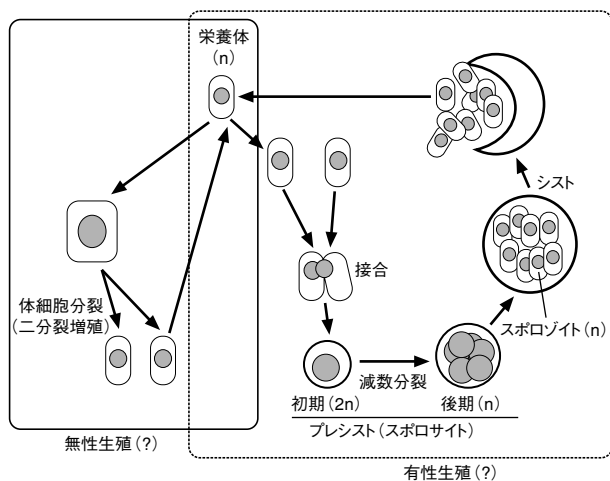 栄養体
(n)
シスト
接合
体細胞分裂
(二分裂増殖)
スポロゾイト(n)
減数分裂
初期(2n)
後期(n)
プレシスト(スポロサイト)
無性生殖(?)
有性生殖(?)